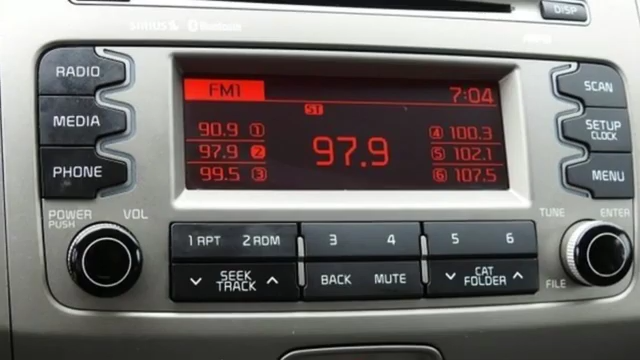 SIRIUS Bluetooth DISP
RADIO
MEDIA
PHONE
FM1 7:04
ST
90.9 1 4 100.3
97.9 2 97.9 5 102.1
99.5 3 6 107.5
SCAN
SETUP
CLOCK
MENU
POWER VOL
PUSH
TUNE ENTER
FILE
1 RPT 2 RDM 3 4 5 6
SEEK
TRACK
BACK MUTE
CAT
FOLDER